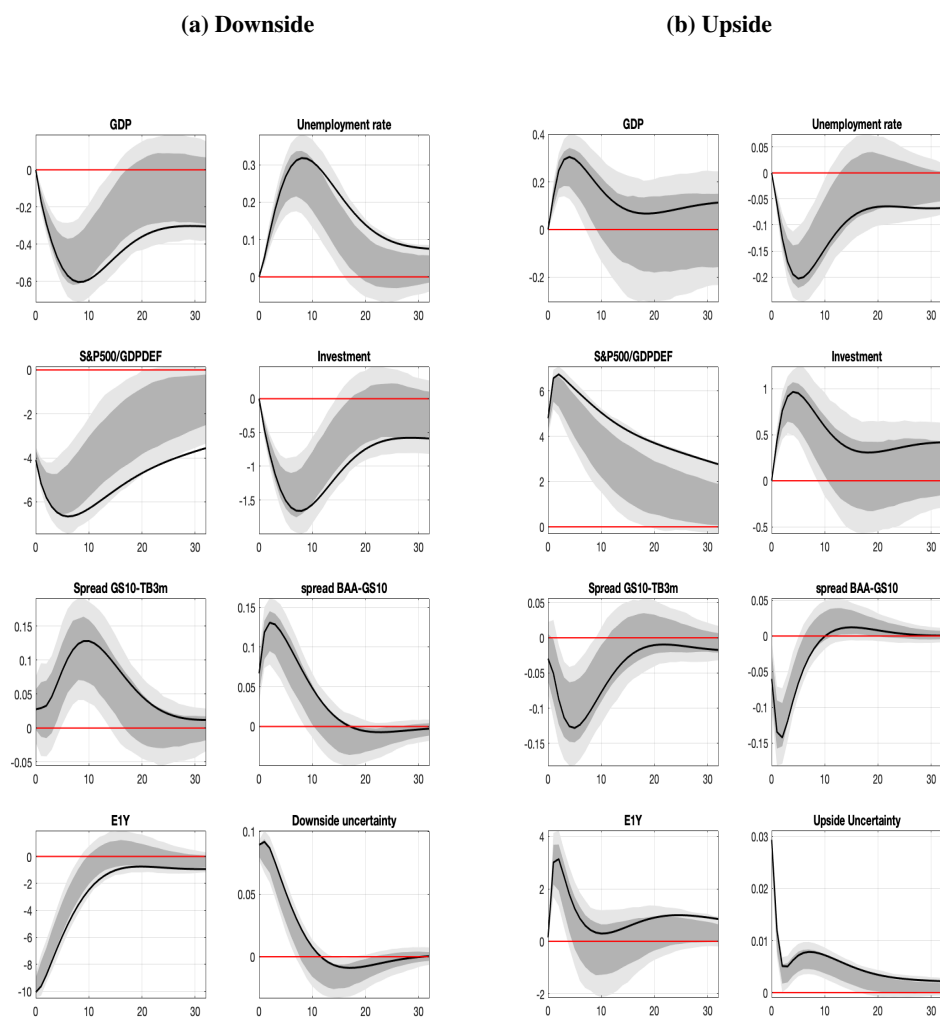 (a) Downside
(b) Upside
GDP
0
-0.2
-0.4
-0.6
0 10 20 30
Unemployment rate
0.3
0.2
0.1
0
0 10 20 30
GDP
0.4
0.2
0
-0.2
0 10 20 30
Unemployment rate
0.05
0
-0.05
-0.1
-0.15
-0.2
0 10 20 30
S&P500/GDPDEF
0
-2
-4
-6
0 10 20 30
Investment
0
-0.5
-1
-1.5
0 10 20 30
S&P500/GDPDEF
6
4
2
0
0 10 20 30
Investment
1
0.5
0
-0.5
0 10 20 30
Spread GS10-TB3m
0.15
0.1
0.05
0
-0.05
0 10 20 30
spread BAA-GS10
0.15
0.1
0.05
0
0 10 20 30
Spread GS10-TB3m
0.05
0
-0.05
-0.1
-0.15
0 10 20 30
spread BAA-GS10
0.05
0
-0.05
-0.1
-0.15
0 10 20 30
E1Y
0
-2
-4
-6
-8
-10
0 10 20 30
Downside uncertainty
0.1
0.05
0
0 10 20 30
E1Y
4
2
0
-2
0 10 20 30
Upside Uncertainty
0.03
0.02
0.01
0
0 10 20 30